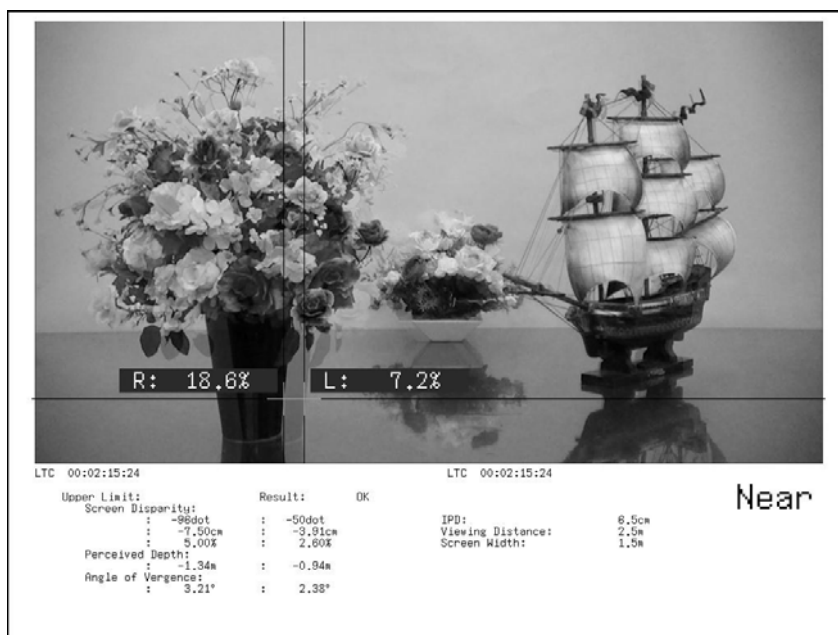 R: 18.6% L: 7.2%
LTC 00:02:15:24 LTC 00:02:15:24
Near
Upper Limit: Result: OK
Screen Disparity:
: -96dot : -50dot IPD: 6.5cm
: -7.50cm : -3.91cm Viewing Distance: 2.5m
: 5.00% : 2.60% Screen Width: 1.5m
Perceived Depth:
: -1.34m : -0.94m
Angle of Vergence:
: 3.21° : 2.38°